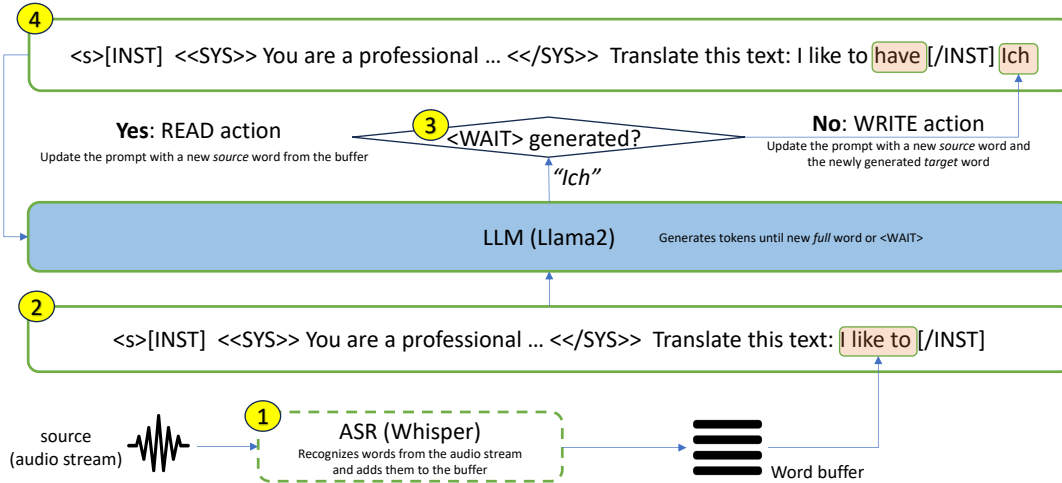 4
<s>[INST] <<SYS>> You are a professional ... <</SYS>> Translate this text: I like to have [/INST] Ich
Yes: READ action
Update the prompt with a new source word from the buffer
3
<WAIT> generated?
No: WRITE action
Update the prompt with a new source word and
the newly generated target word
“Ich”
LLM (Llama2)
Generates tokens until new full word or <WAIT>
2
<s>[INST] <<SYS>> You are a professional ... <</SYS>> Translate this text: I like to [/INST]
1
source
(audio stream)
ASR (Whisper)
Recognizes words from the audio stream
and adds them to the buffer
Word buffer